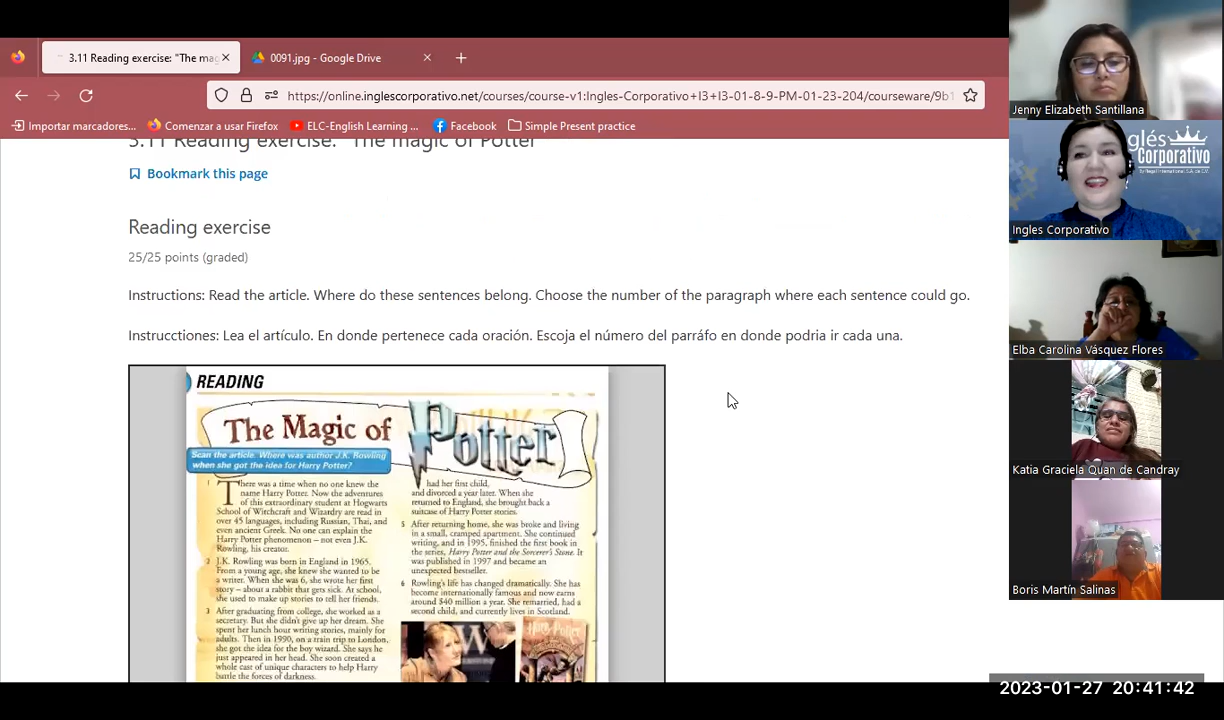 3.11 Reading exercise: "The mag
0091.jpg - Google Drive
https://online.inglescorporativo.net/courses/course-v1:Ingles-Corporativo+I3+I3-01-8-9-PM-01-23-204/courseware/9b1
Importar marcadores...
Comenzar a usar Firefox
ELC-English Learning ...
Facebook
Simple Present practice
3.11 Reading exercise: "The magic of Potter"
Bookmark this page
Reading exercise
25/25 points (graded)
Instructions: Read the article. Where do these sentences belong. Choose the number of the paragraph where each sentence could go.
Instrucctiones: Lea el artículo. En donde pertenece cada oración. Escoja el número del parráfo en donde podria ir cada una.
READING
The Magic of Potter
Scan the article. Where was author J.K. Rowling
when she got the idea for Harry Potter?
1 There was a time when no one knew the
name Harry Potter. Now the adventures
of this extraordinary student at Hogwarts
School of Witchcraft and Wizardry are read in
over 45 languages, including Russian, Thai, and
even ancient Greek. No one can explain the
Harry Potter phenomenon – not even J.K.
Rowling, his creator.
2 J.K. Rowling was born in England in 1965.
From a young age, she knew she wanted to be
a writer. When she was 6, she wrote her first
story – about a rabbit that gets sick. At school,
she used to make up stories to tell her friends.
3 After graduating from college, she worked as a
secretary. But she didn't give up her dream. She
spent her lunch hour writing stories, mainly for
adults. Then in 1990, on a train trip to London,
she got the idea for the boy wizard. She says he
just appeared in her head. She soon created a
whole cast of unique characters to help Harry
battle the forces of darkness.
had her first child,
and divorced a year later. When she
returned to England, she brought back a
suitcase of Harry Potter stories.
5 After returning home, she was broke and living
in a small, cramped apartment. She continued
writing, and in 1995, finished the first book in
the series, Harry Potter and the Sorcerer's Stone. It
was published in 1997 and became an
unexpected bestseller.
6 Rowling's life has changed dramatically. She has
become internationally famous and now earns
around $40 million a year. She remarried, had a
second child, and currently lives in Scotland.
W
Harry Potter
Jenny Elizabeth Santillana
glés
Corporativo
Ingles Corporativo
Elba Carolina Vásquez Flores
Katia Graciela Quan de Candray
Boris Martín Salinas
2023-01-27 20:41:42